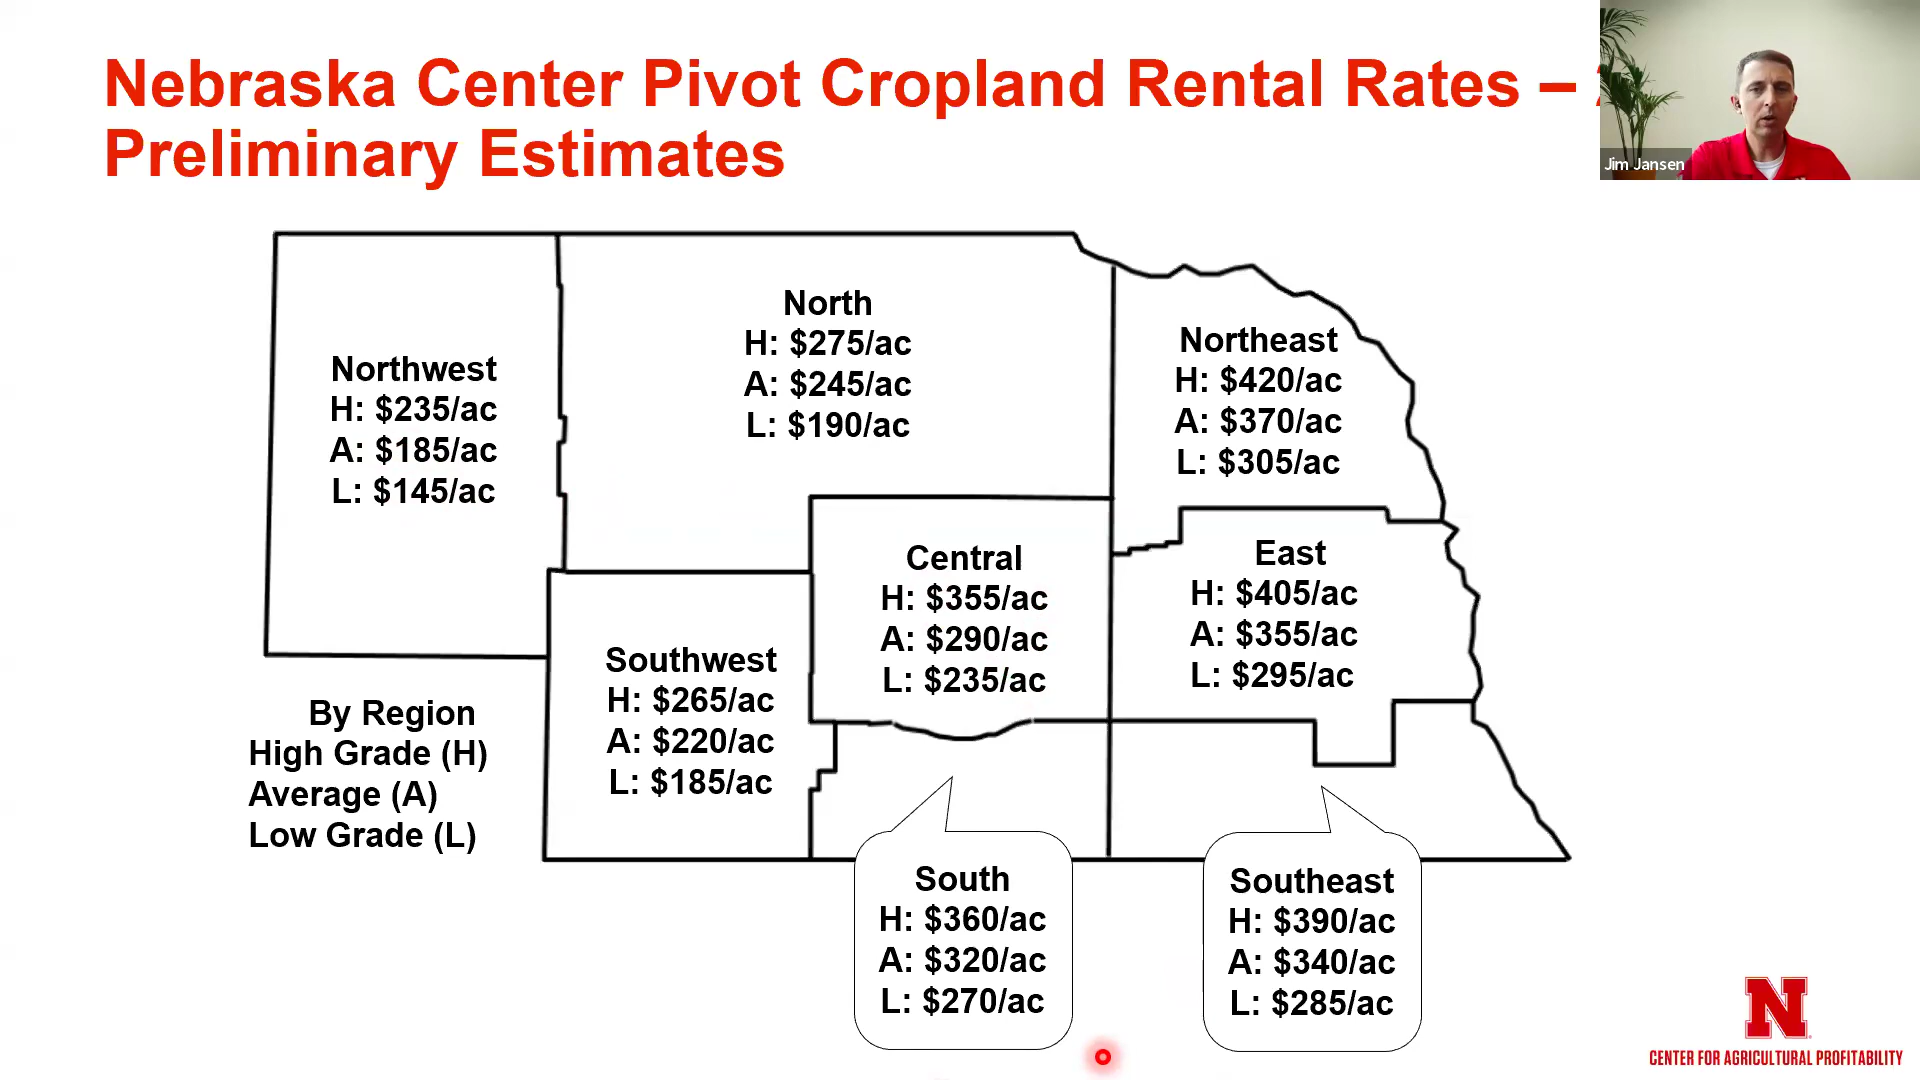 Nebraska Center Pivot Cropland Rental Rates –
Preliminary Estimates
Jim Jansen
North
H: $275/ac
A: $245/ac
L: $190/ac
Northeast
H: $420/ac
A: $370/ac
L: $305/ac
Northwest
H: $235/ac
A: $185/ac
L: $145/ac
Central
H: $355/ac
A: $290/ac
L: $235/ac
East
H: $405/ac
A: $355/ac
L: $295/ac
Southwest
H: $265/ac
A: $220/ac
L: $185/ac
By Region
High Grade (H)
Average (A)
Low Grade (L)
South
H: $360/ac
A: $320/ac
L: $270/ac
Southeast
H: $390/ac
A: $340/ac
L: $285/ac
N
CENTER FOR AGRICULTURAL PROFITABILITY